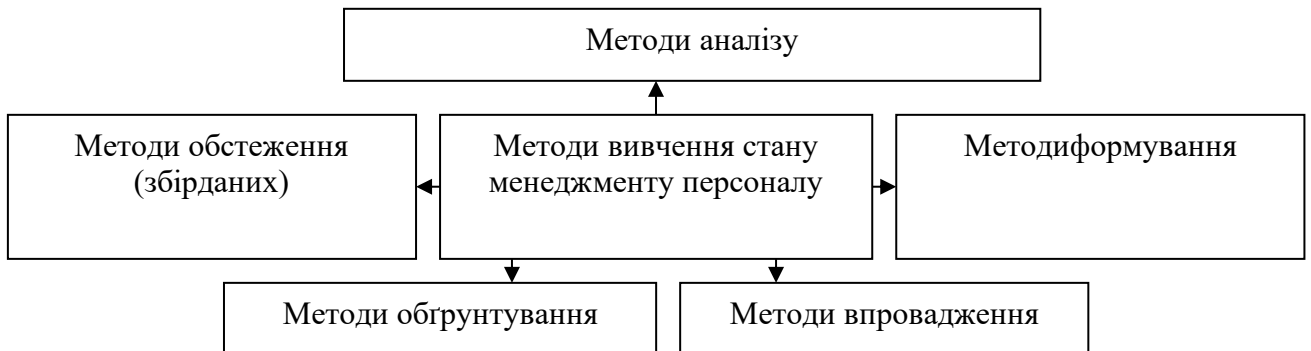 Методи аналізу
Методи обстеження
(збірданих)
Методи вивчення стану
менеджменту персоналу
Методиформування
Методи обґрунтування
Методи впровадження